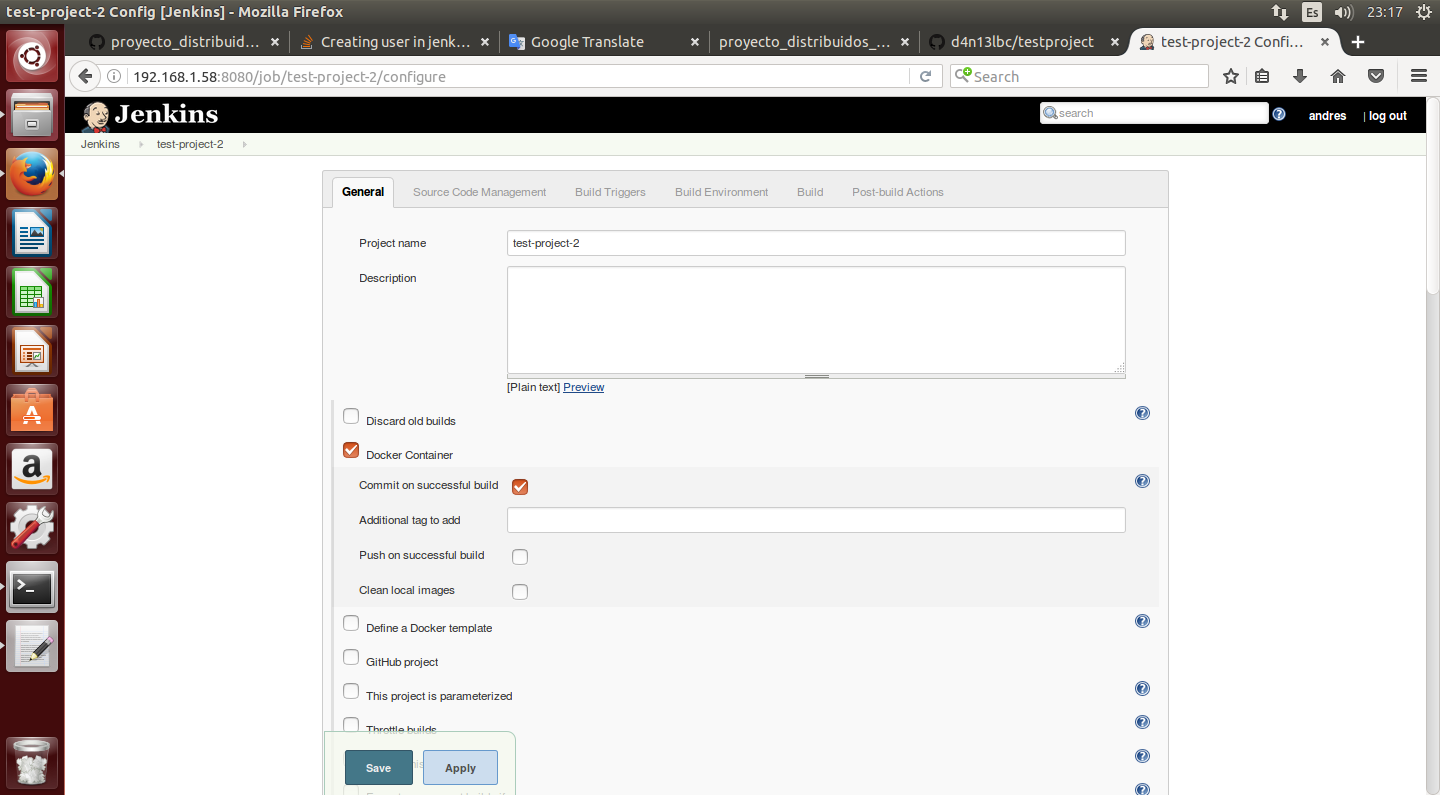 test-project-2 Config [Jenkins] - Mozilla Firefox
Es
23:17
proyecto_distribuid...
Creating user in jenk...
Google Translate
proyecto_distribuidos_...
d4n13lbc/testproject
test-project-2 Confi...
192.168.1.58:8080/job/test-project-2/configure
Search
Jenkins
search
andres
| log out
Jenkins
test-project-2
General
Source Code Management
Build Triggers
Build Environment
Build
Post-build Actions
Project name
test-project-2
Description
[Plain text] Preview
Discard old builds
Docker Container
Commit on successful build
Additional tag to add
Push on successful build
Clean local images
Define a Docker template
GitHub project
This project is parameterized
Throttle builds
Save
Apply